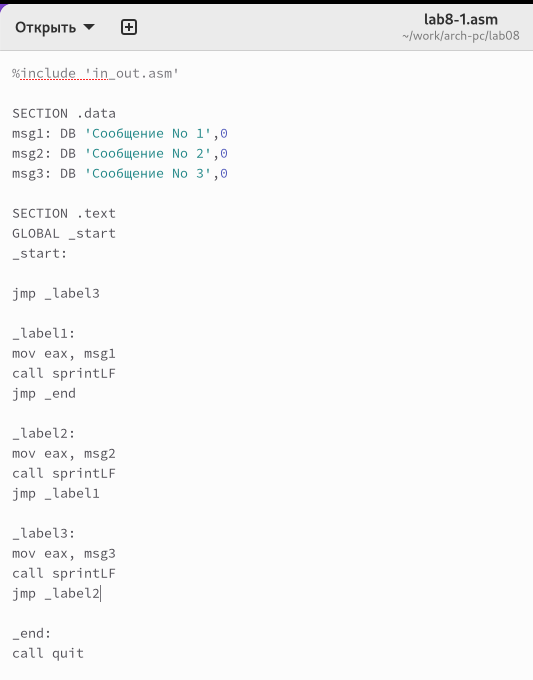 Открыть
lab8-1.asm
~/work/arch-pc/lab08
%include 'in_out.asm'
SECTION .data
msg1: DB 'Сообщение No 1',0
msg2: DB 'Сообщение No 2',0
msg3: DB 'Сообщение No 3',0
SECTION .text
GLOBAL _start
_start:
jmp _label3
_label1:
mov eax, msg1
call sprintLF
jmp _end
_label2:
mov eax, msg2
call sprintLF
jmp _label1
_label3:
mov eax, msg3
call sprintLF
jmp _label2
_end:
call quit